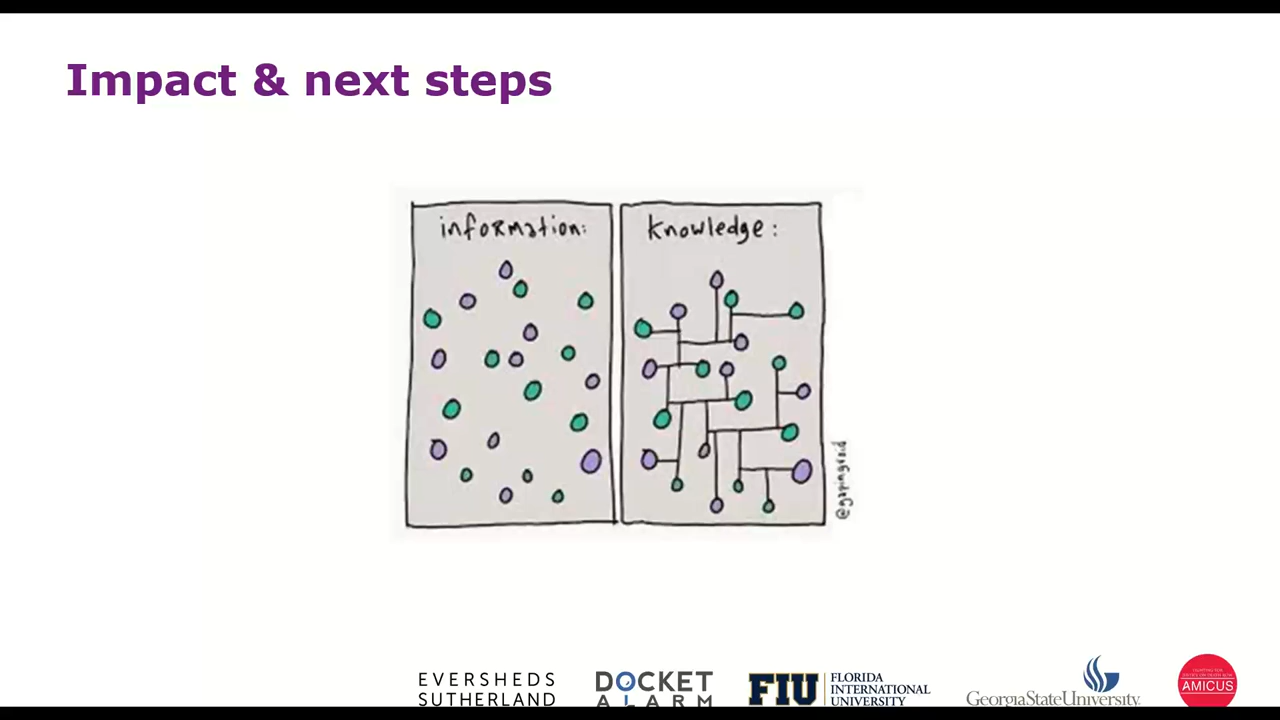 Impact & next steps
information:
knowledge:
@gapingvoid
EVERSHEDS
SUTHERLAND
DOCKET
ALARM
FIU
FLORIDA
INTERNATIONAL
UNIVERSITY
GeorgiaStateUniversity
AMICUS